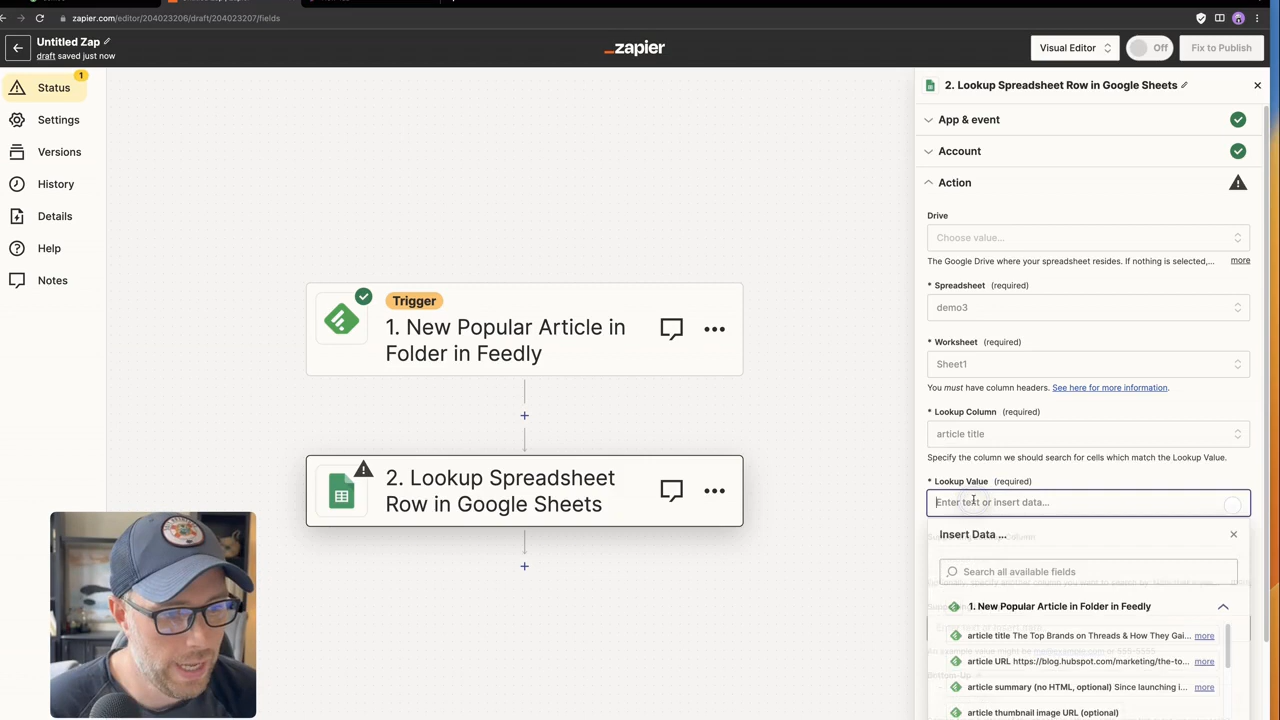 zapier.com/editor/204023206/draft/204023207/fields
Untitled Zap
draft saved just now
_zapier
Visual Editor
Off
Fix to Publish
Status
1
Settings
Versions
History
Details
Help
Notes
Trigger
1. New Popular Article in
Folder in Feedly
2. Lookup Spreadsheet
Row in Google Sheets
2. Lookup Spreadsheet Row in Google Sheets
App & event
Account
Action
Drive
Choose value...
The Google Drive where your spreadsheet resides. If nothing is selected,... more
* Spreadsheet (required)
demo3
* Worksheet (required)
Sheet1
You must have column headers. See here for more information.
* Lookup Column (required)
article title
Specify the column we should search for cells which match the Lookup Value.
* Lookup Value (required)
Enter text or insert data...
Insert Data ...
Search all available fields
1. New Popular Article in Folder in Feedly
article title The Top Brands on Threads & How They Gai... more
article URL https://blog.hubspot.com/marketing/the-to... more
article summary (no HTML, optional) Since launching i... more
article thumbnail image URL (optional)